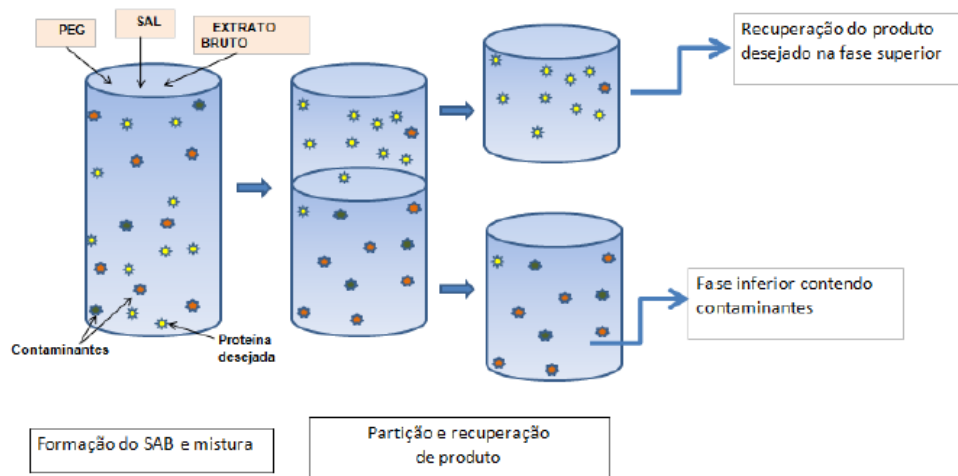 PEG
SAL
EXTRATO
BRUTO
Recuperação do produto
desejado na fase superior
Fase inferior contendo
contaminantes
Contaminantes
Proteína
desejada
Formação do SAB e mistura
Partição e recuperação
de produto